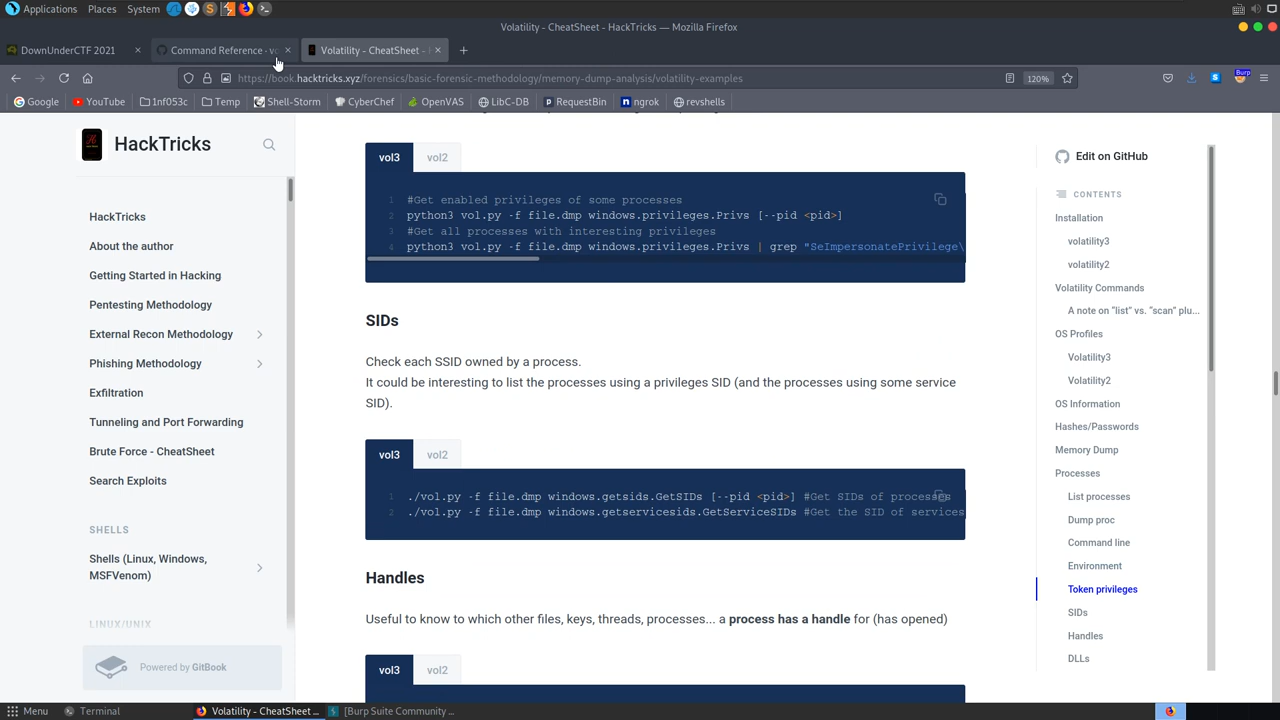 Applications Places System
Volatility - CheatSheet - HackTricks — Mozilla Firefox
DownUnderCTF 2021
Command Reference · vo
Volatility - CheatSheet - H
https://book.hacktricks.xyz/forensics/basic-forensic-methodology/memory-dump-analysis/volatility-examples
120%
Burp
Google YouTube 1nf053c Temp Shell-Storm CyberChef OPENVAS LibC-DB RequestBin ngrok revshells
HackTricks
HackTricks
About the author
Getting Started in Hacking
Pentesting Methodology
External Recon Methodology
Phishing Methodology
Exfiltration
Tunneling and Port Forwarding
Brute Force - CheatSheet
Search Exploits
SHELLS
Shells (Linux, Windows,
MSFVenom)
LINUX/UNIX
Powered by GitBook
vol3 vol2
1 #Get enabled privileges of some processes
2 python3 vol.py -f file.dmp windows.privileges.Privs [--pid <pid>]
3 #Get all processes with interesting privileges
4 python3 vol.py -f file.dmp windows.privileges.Privs | grep "SeImpersonatePrivilege\
SIDs
Check each SSID owned by a process.
It could be interesting to list the processes using a privileges SID (and the processes using some service
SID).
vol3 vol2
1 ./vol.py -f file.dmp windows.getsids.GetSIDs [--pid <pid>] #Get SIDs of processes
2 ./vol.py -f file.dmp windows.getservicesids.GetServiceSIDs #Get the SID of services
Handles
Useful to know to which other files, keys, threads, processes... a process has a handle for (has opened)
vol3 vol2
Edit on GitHub
CONTENTS
Installation
volatility3
volatility2
Volatility Commands
A note on “list” vs. “scan” plu...
OS Profiles
Volatility3
Volatility2
OS Information
Hashes/Passwords
Memory Dump
Processes
List processes
Dump proc
Command line
Environment
Token privileges
SIDs
Handles
DLLs
Menu Terminal Volatility - CheatSheet ... [Burp Suite Community ...